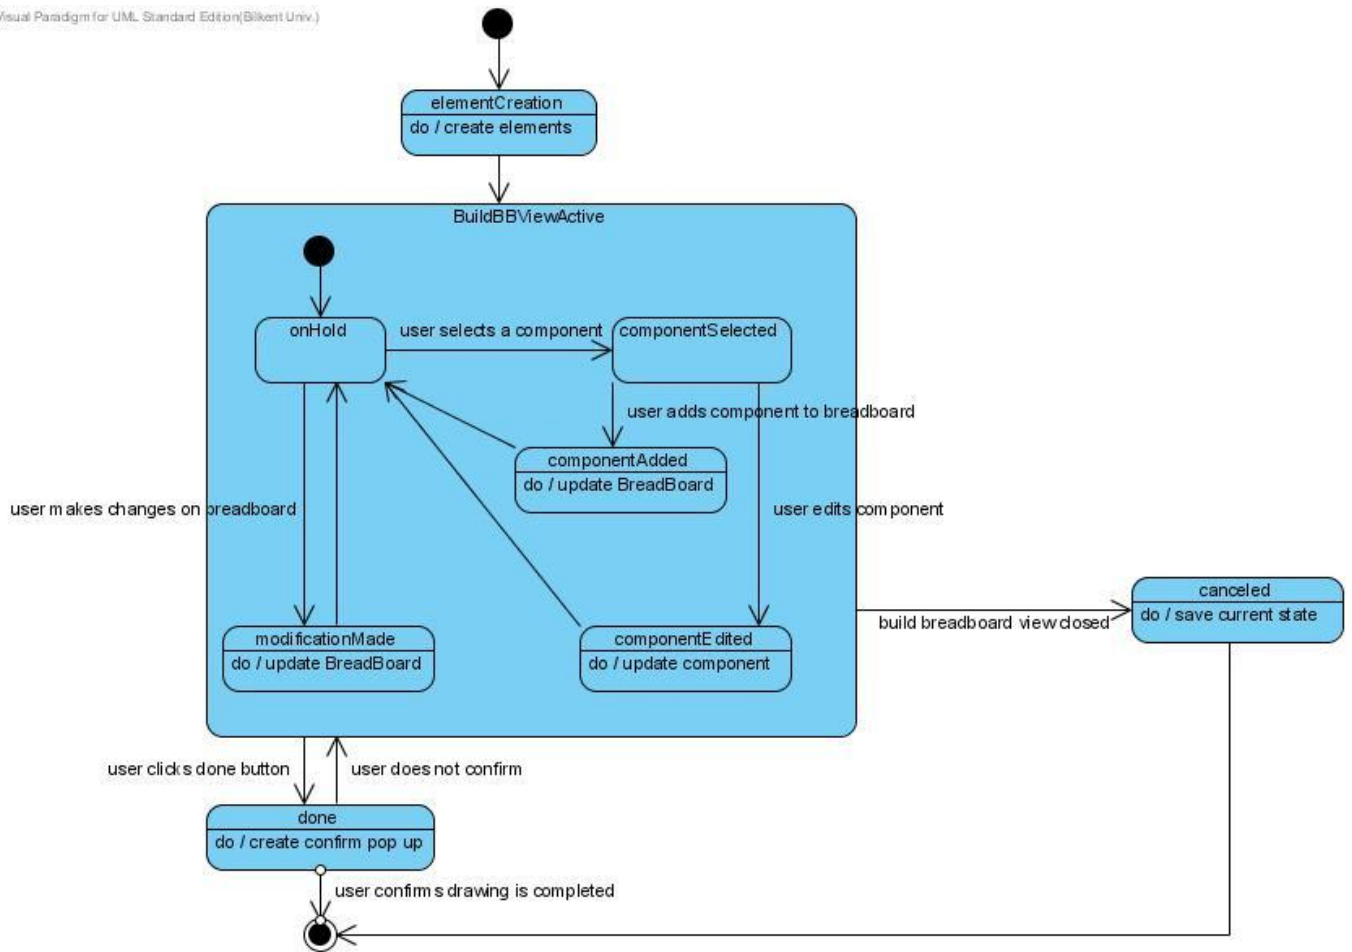 Visual Paradigm for UML Standard Edition(Bilkent Univ.)
elementCreation
do / create elements
BuildBBViewActive
onHold
user selects a component
componentSelected
user adds component to breadboard
componentAdded
do / update BreadBoard
user makes changes on breadboard
user edits component
canceled
do / save current state
build breadboard view closed
modificationMade
do / update BreadBoard
componentEdited
do / update component
user clicks done button
user does not confirm
done
do / create confirm pop up
user confirms drawing is completed